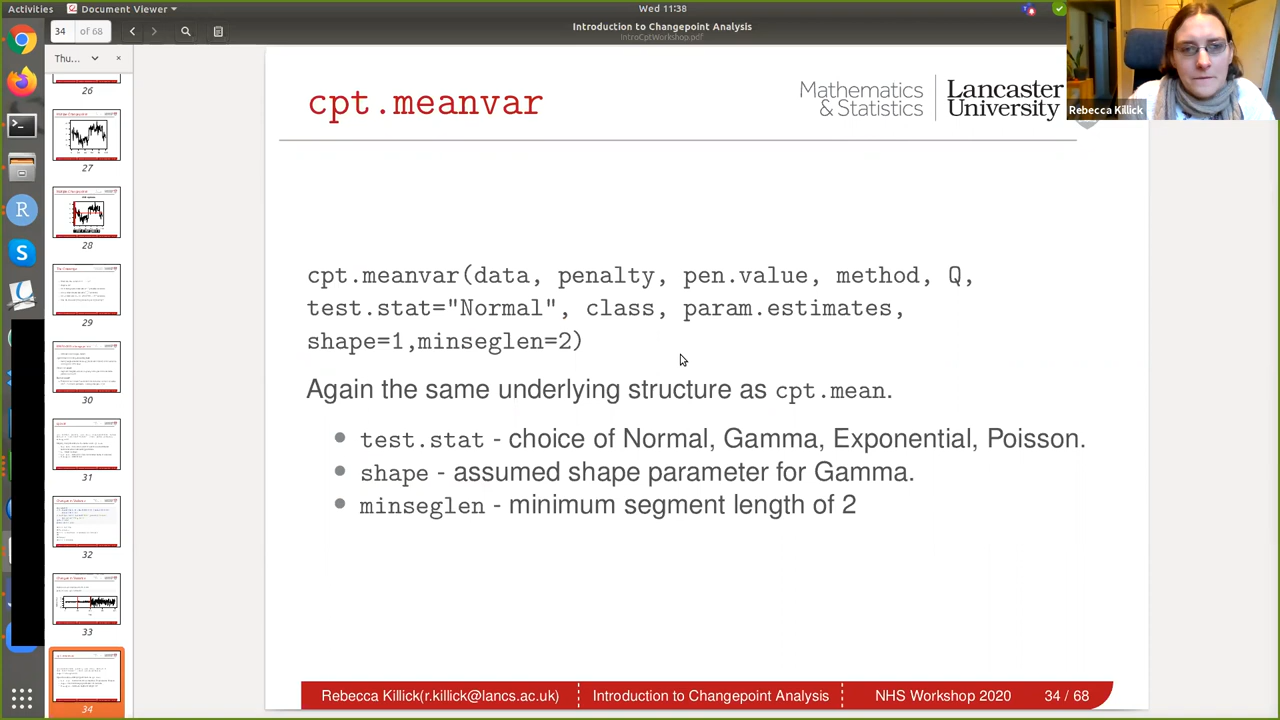 Activities
Document Viewer
Wed 11:38
34 of 68
Introduction to Changepoint Analysis
IntroCptWorkshop.pdf
Thu...
26
27
28
29
30
31
32
33
34
cpt.meanvar
Mathematics
& Statistics
Lancaster
University
Rebecca Killick
cpt.meanvar(data, penalty, pen.value, method, Q,
test.stat="Normal", class, param.estimates,
shape=1,minseglen=2)
Again the same underlying structure as cpt.mean.
test.stat - choice of Normal, Gamma, Exponential, Poisson.
shape - assumed shape parameter for Gamma.
minseglen - minimum segment length of 2
Rebecca Killick(r.killick@lancs.ac.uk)
Introduction to Changepoint Analysis
NHS Workshop 2020
34 / 68